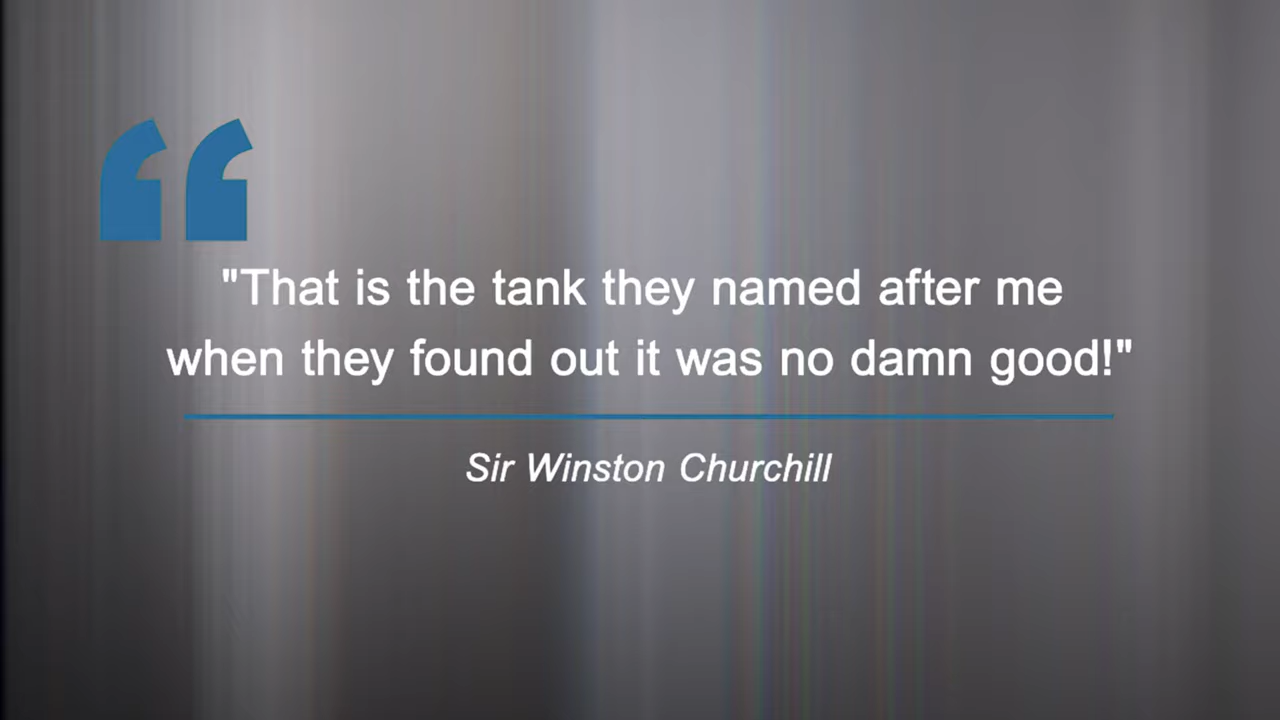 "That is the tank they named after me
when they found out it was no damn good!"
Sir Winston Churchill